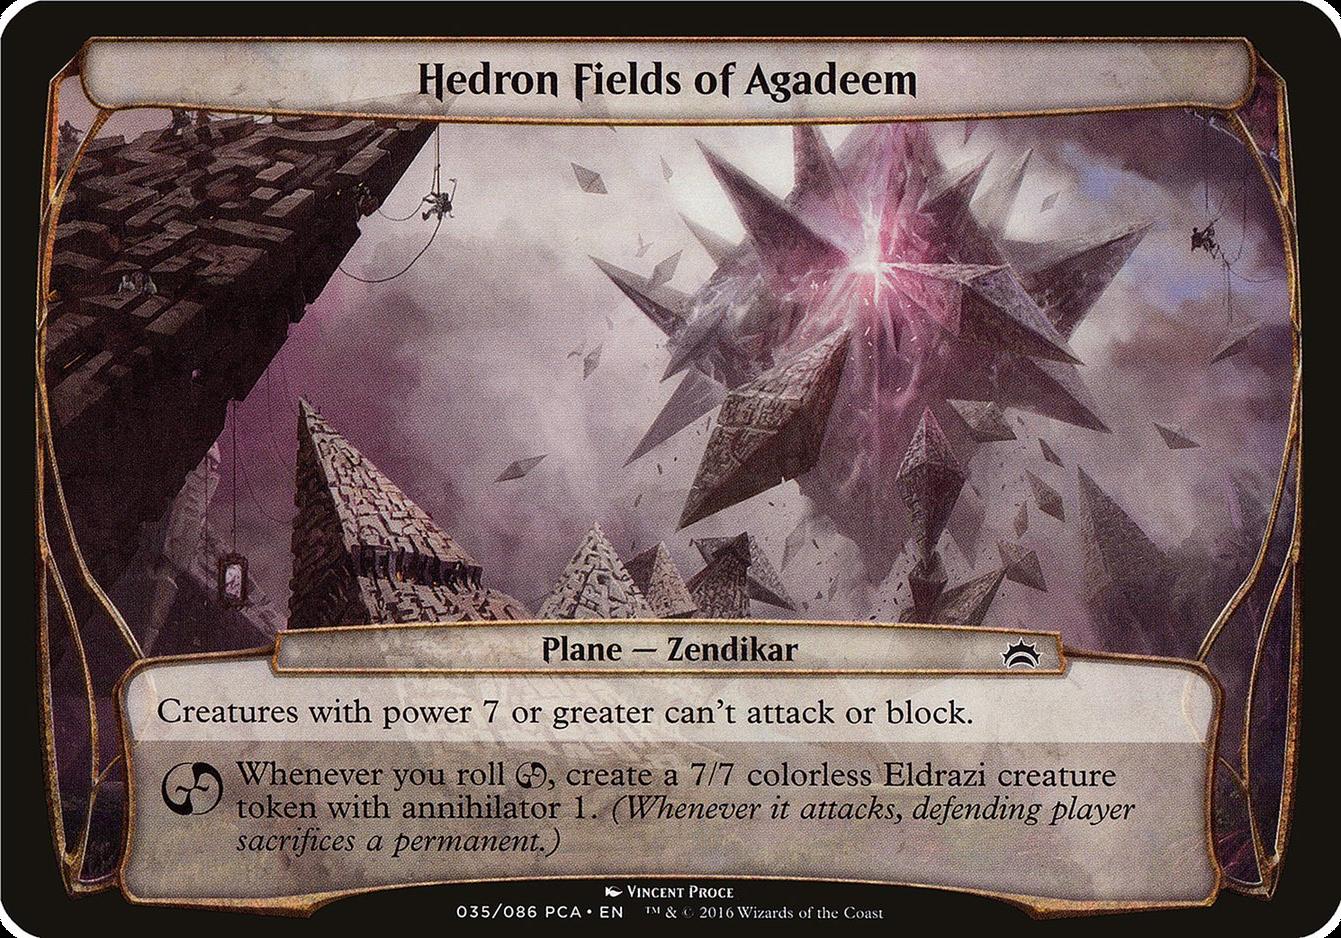 Hedron Fields of Agadeem
Plane — Zendikar
Creatures with power 7 or greater can't attack or block.
Whenever you roll , create a 7/7 colorless Eldrazi creature
token with annihilator 1. (Whenever it attacks, defending player
sacrifices a permanent.)
Vincent Proce
035/086 PCA • EN ™ & © 2016 Wizards of the Coast